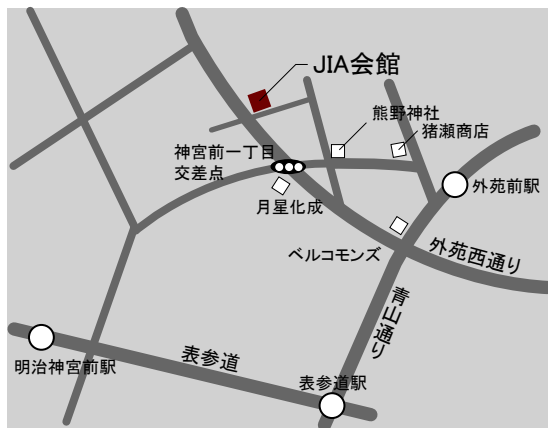 JIA会館
熊野神社
猪瀬商店
神宮前一丁目
交差点
外苑前駅
月星化成
ベルコモンズ
外苑西通り
青山通り
表参道
明治神宮前駅
表参道駅